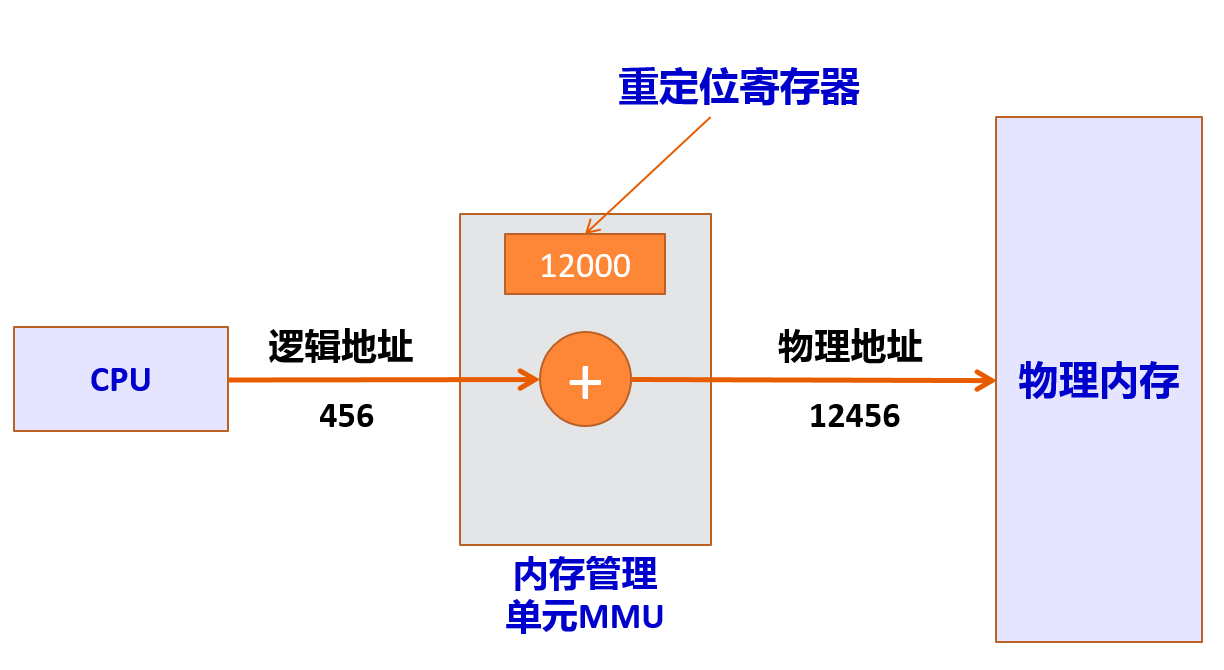 重定位寄存器
12000
逻辑地址
物理地址
CPU
+
物理内存
456
12456
内存管理
单元MMU